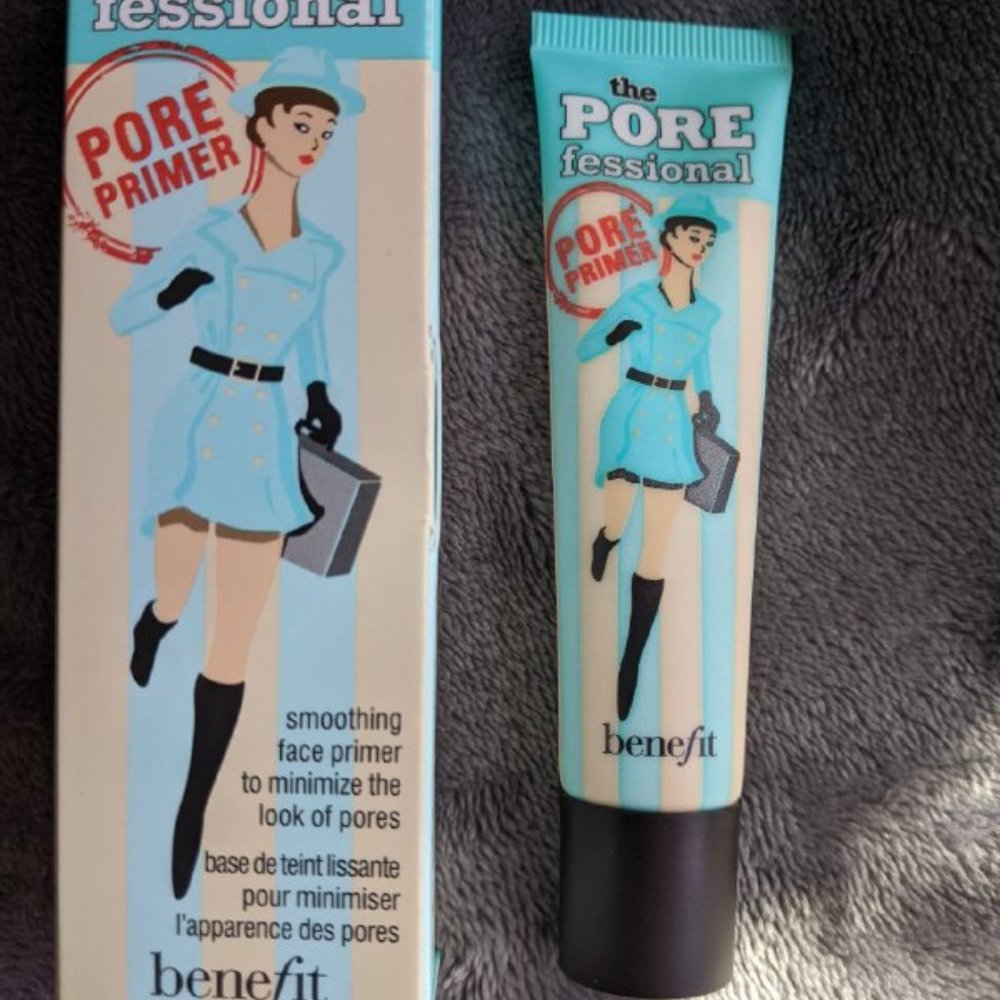 fessional
PORE
PRIMER
smoothing
face primer
to minimize the
look of pores
base de teint lissante
pour minimiser
l'apparence des pores
benefit
the
PORE
fessional
PORE
PRIMER
benefit